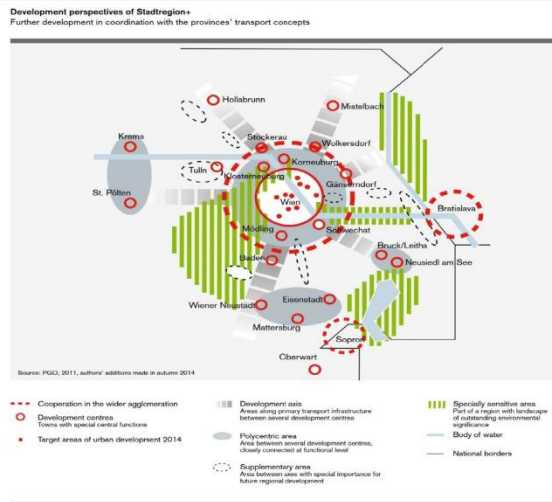 Development perspectives of Stadtregion+
Further development in coordination with the provinces' transport concepts
Hollabrunn
Mistelbach
Krems
Stockerau
Wolkersdorf
Korneuburg
Tulln
Klosterneuburg
Gänserndorf
St. Pölten
Wien
Bratislava
Mödling
Schwechat
Baden
Bruck/Leitha
Neusiedl am See
Wiener Neustadt
Eisenstadt
Mattersburg
Sopron
Oberwart
Source: PGO, 2011, authors' additions made in autumn 2014
Cooperation in the wider agglomeration
Development centres
Towns with special central functions
Target areas of urban development 2014
Development axis
Areas along primary transport infrastructure
between several development centres
Polycentric area
Area between several development centres,
closely connected at functional level
Supplementary area
Area between axes with special importance for
future regional development
Specially sensitive area
Part of a region with landscape
of outstanding environmental
significance
Body of water
National borders